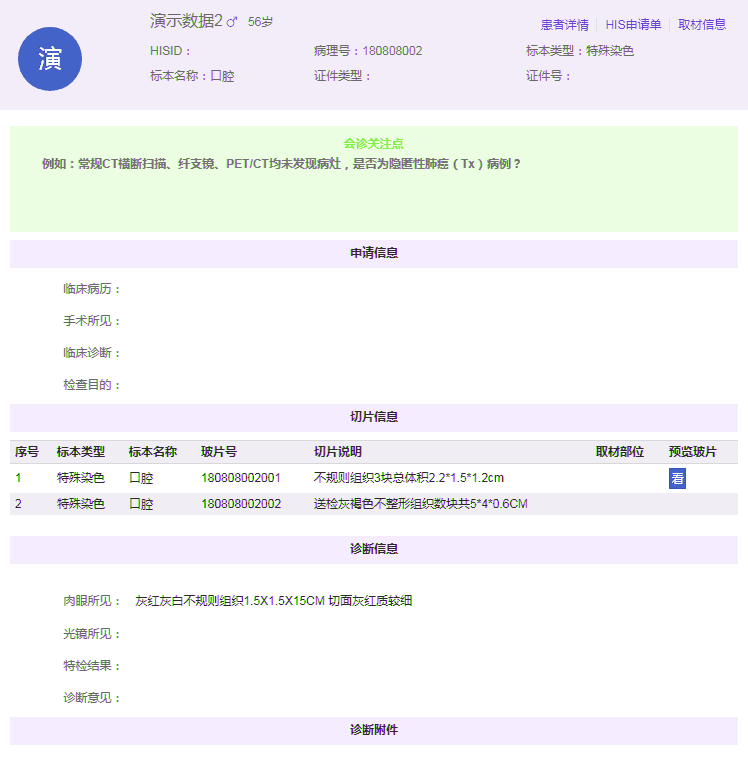 演
演示数据2♂ 56岁
患者详情 HIS申请单 取材信息
HISID： 病理号：180808002 标本类型：特殊染色
标本名称：口腔 证件类型： 证件号：
会诊关注点
例如：常规CT描断扫描、纤支镜、PET/CT均未发现病灶，是否为隐匿性肺癌（Tx）病例？
申请信息
临床病历：
手术所见：
临床诊断：
检查目的：
切片信息
序号 标本类型 标本名称 玻片号 切片说明 取材部位 预览玻片
1 特殊染色 口腔 180808002001 不规则组织3块总体积2.2*1.5*1.2cm 看
2 特殊染色 口腔 180808002002 送检灰褐色不整形组织数块共5*4*0.6CM
诊断信息
肉眼所见： 灰红灰白不规则组织1.5X1.5X15CM 切面灰红质较细
光镜所见：
特检结果：
诊断意见：
诊断附件